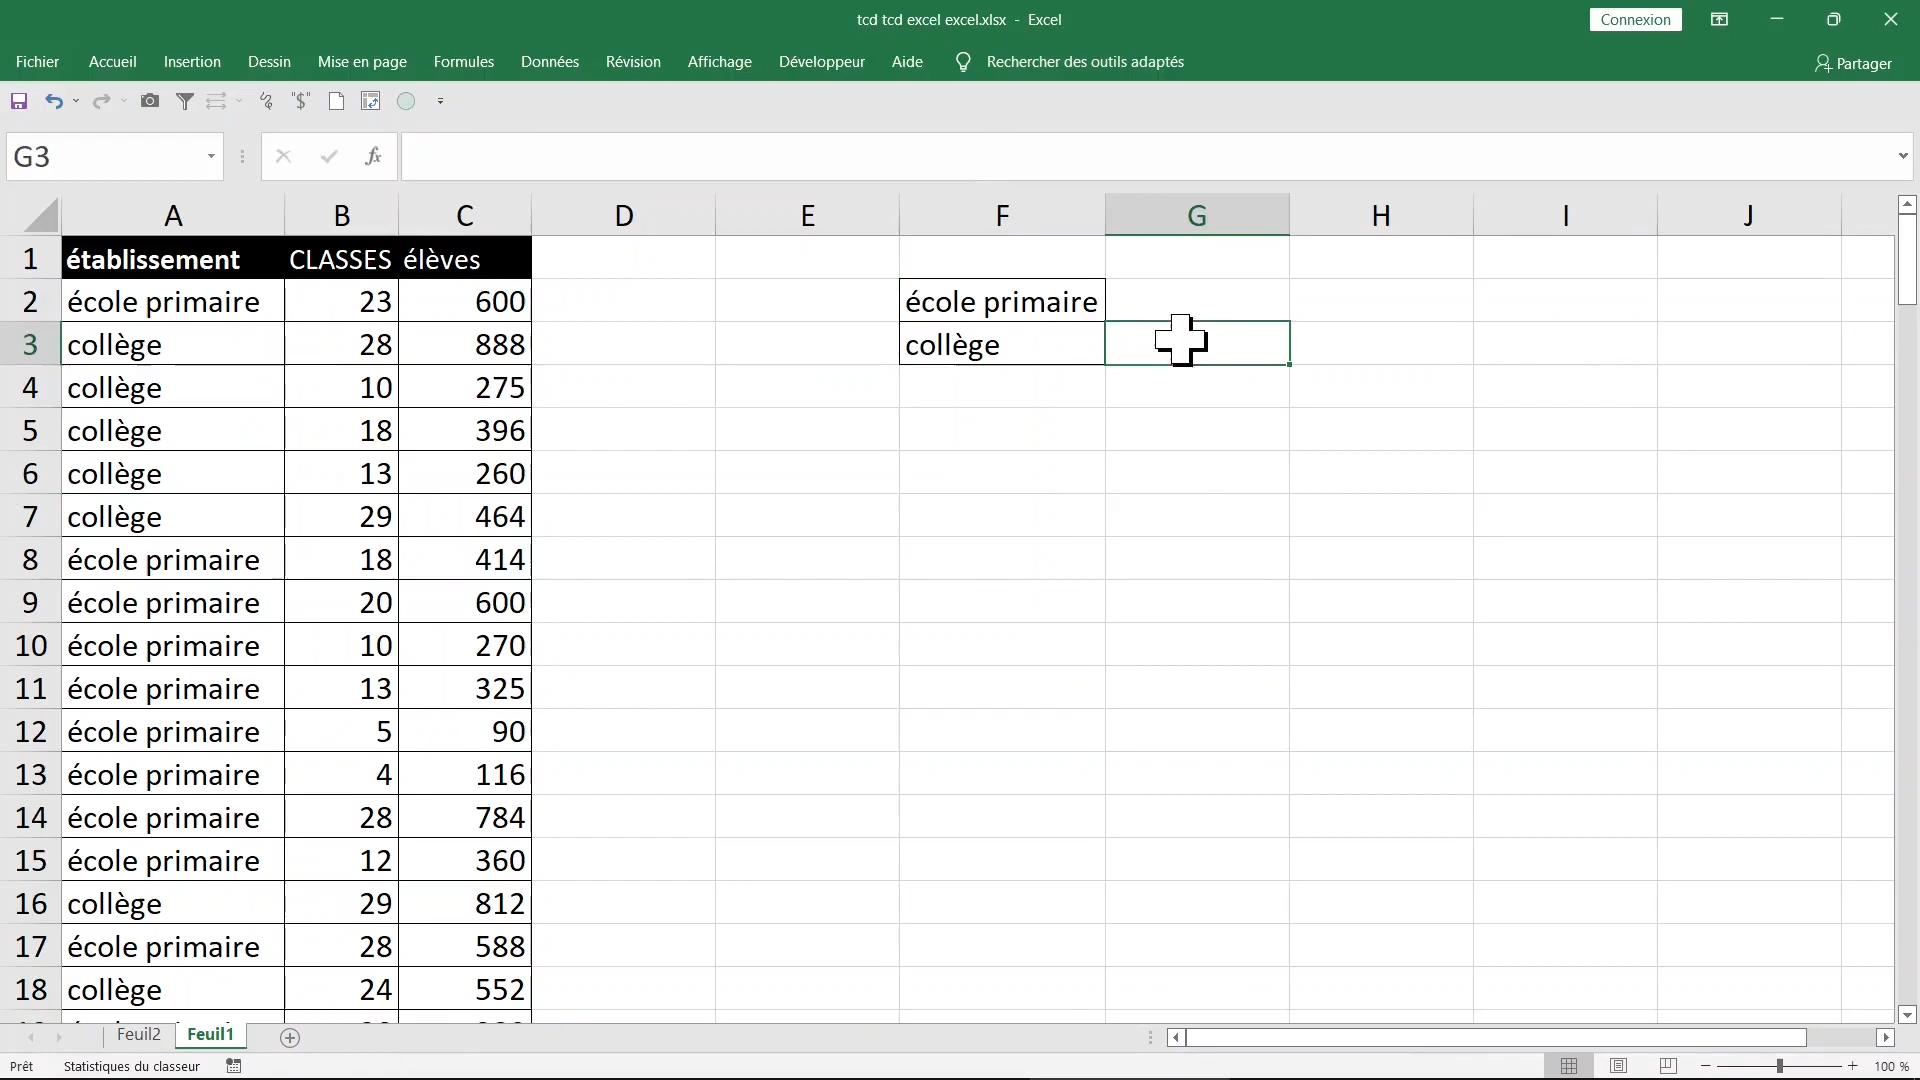 tcd tcd excel excel.xlsx - Excel
Connexion
Fichier Accueil Insertion Dessin Mise en page Formules Données Révision Affichage Développeur Aide Rechercher des outils adaptés Partager
G3
A B C D E F G H I J
1 établissement CLASSES élèves
2 école primaire 23 600 école primaire
3 collège 28 888 collège
4 collège 10 275
5 collège 18 396
6 collège 13 260
7 collège 29 464
8 école primaire 18 414
9 école primaire 20 600
10 école primaire 10 270
11 école primaire 13 325
12 école primaire 5 90
13 école primaire 4 116
14 école primaire 28 784
15 école primaire 12 360
16 collège 29 812
17 école primaire 28 588
18 collège 24 552
Feuil2 Feuil1
Prêt Statistiques du classeur 100 %